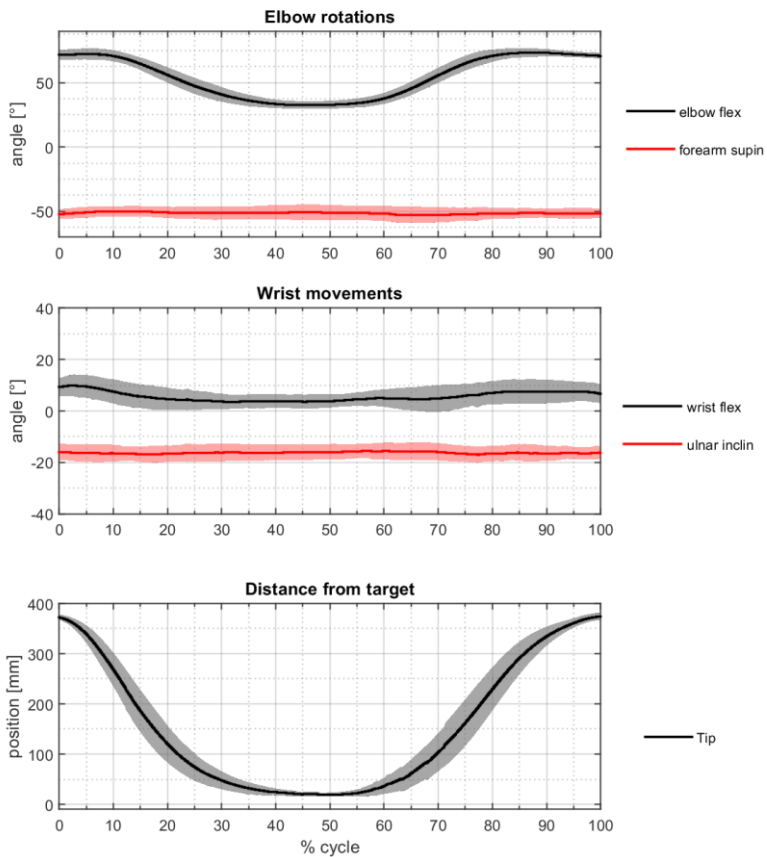 Elbow rotations
angle [°]
50
0
-50
0 10 20 30 40 50 60 70 80 90 100
elbow flex
forearm supin
Wrist movements
angle [°]
40
20
0
-20
-40
0 10 20 30 40 50 60 70 80 90 100
wrist flex
ulnar inclin
Distance from target
position [mm]
400
300
200
100
0
0 10 20 30 40 50 60 70 80 90 100
% cycle
Tip